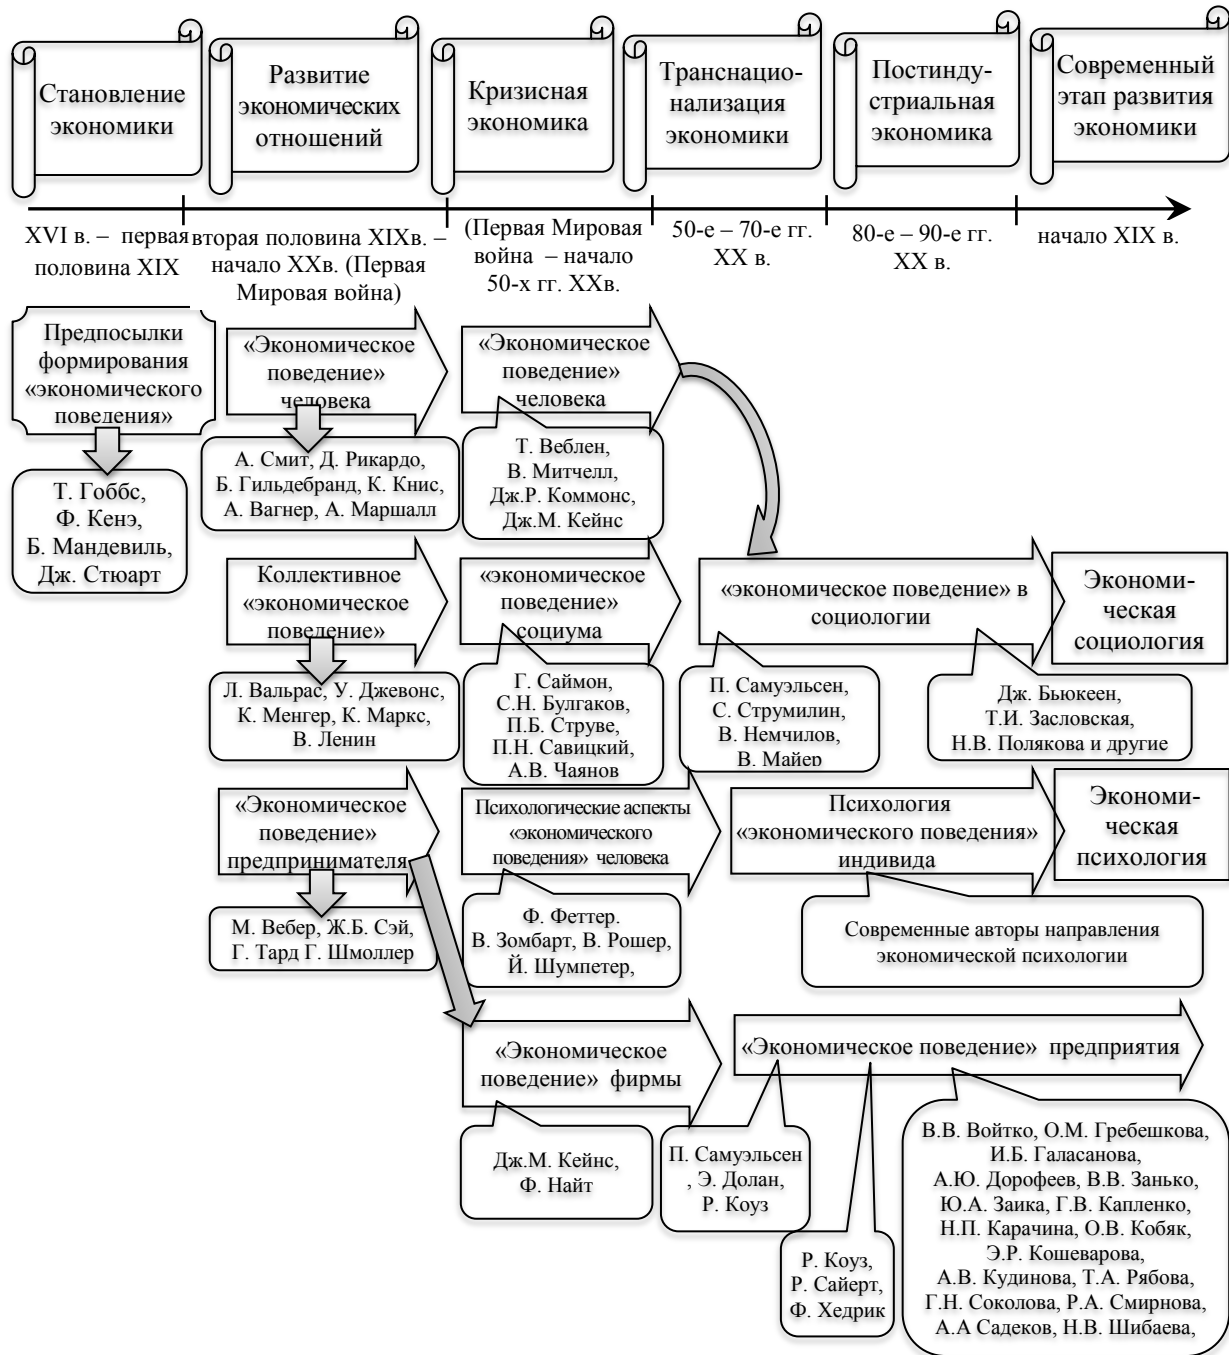 Становление
экономики
Развитие
экономических
отношений
Кризисная
экономика
Транснацио-
нализация
экономики
Постинду-
стриальная
экономика
Современный
этап развития
экономики
XVI в. – первая
половина XIX
вторая половина XIXв. –
начало XXв. (Первая
Мировая война)
(Первая Мировая
война – начало
50-х гг. XXв.
50-е – 70-е гг.
XX в.
80-е – 90-е гг.
XX в.
начало XIX в.
Предпосылки
формирования
«экономического
поведения»
«Экономическое
поведение»
человека
«Экономическое
поведение»
человека
Т. Гоббс,
Ф. Кенэ,
Б. Мандевиль,
Дж. Стюарт
А. Смит, Д. Рикардо,
Б. Гильдебранд, К. Книс,
А. Вагнер, А. Маршалл
Т. Веблен,
В. Митчелл,
Дж.Р. Коммонс,
Дж.М. Кейнс
Коллективное
«экономическое
поведение»
«экономическое
поведение»
социума
«экономическое поведение» в
социологии
Экономи-
ческая
социология
Л. Вальрас, У. Джевонс,
К. Менгер, К. Маркс,
В. Ленин
Г. Саймон,
С.Н. Булгаков,
П.Б. Струве,
П.Н. Савицкий,
А.В. Чаянов
П. Самуэльсен,
С. Струмилин,
В. Немчилов,
В. Майер
Дж. Бьюкеен,
Т.И. Засловская,
Н.В. Полякова и другие
«Экономическое
поведение»
предпринимателя
Психологические аспекты
«экономического
поведения» человека
Психология
«экономического поведения»
индивида
Экономи-
ческая
психология
М. Вебер, Ж.Б. Сэй,
Г. Тард Г. Шмоллер
Ф. Феттер.
В. Зомбарт, В. Рошер,
Й. Шумпетер,
Современные авторы направления
экономической психологии
«Экономическое
поведение» фирмы
«Экономическое поведение» предприятия
Дж.М. Кейнс,
Ф. Найт
П. Самуэльсен
, Э. Долан,
Р. Коуз
Р. Коуз,
Р. Сайерт,
Ф. Хедрик
В.В. Войтко, О.М. Гребешкова,
И.Б. Галасанова,
А.Ю. Дорофеев, В.В. Занько,
Ю.А. Заика, Г.В. Капленко,
Н.П. Карачина, О.В. Кобяк,
Э.Р. Кошеварова,
А.В. Кудинова, Т.А. Рябова,
Г.Н. Соколова, Р.А. Смирнова,
А.А Садеков, Н.В. Шибаева,